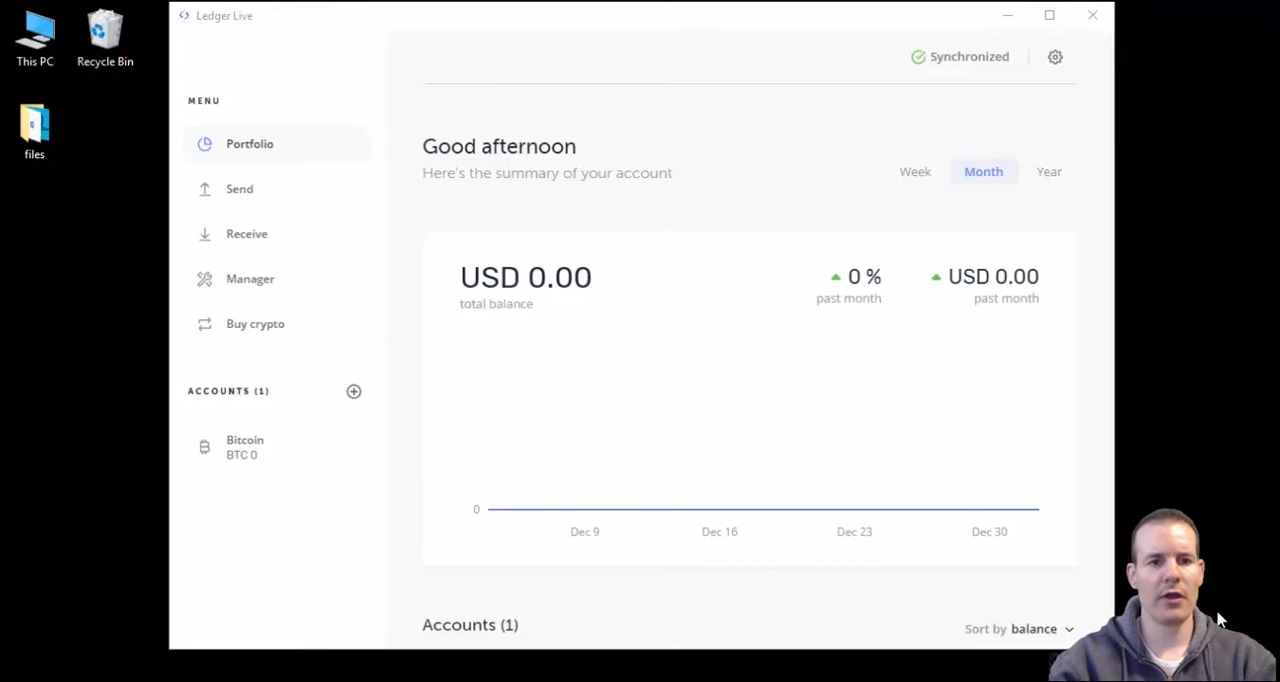 Ledger Live
This PC
Recycle Bin
files
Synchronized
MENU
Portfolio
Send
Receive
Manager
Buy crypto
ACCOUNTS (1)
Bitcoin
BTC 0
Good afternoon
Here's the summary of your account
Week
Month
Year
USD 0.00
total balance
0 %
past month
USD 0.00
past month
0
Dec 9
Dec 16
Dec 23
Dec 30
Accounts (1)
Sort by balance